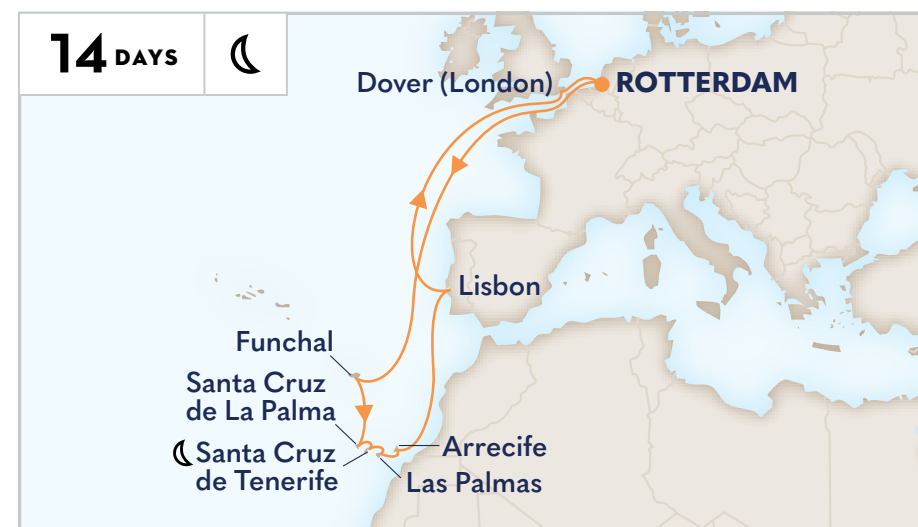 14 DAYS
Dover (London)
ROTTERDAM
Lisbon
Funchal
Santa Cruz
de La Palma
Santa Cruz
de Tenerife
Arrecife
Las Palmas